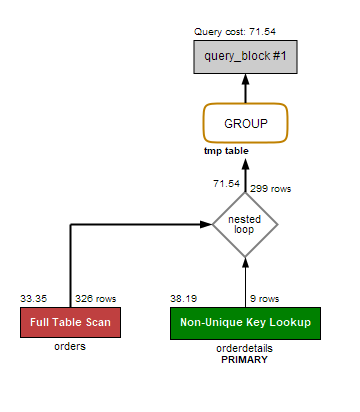 Query cost: 71.54
query_block #1
GROUP
tmp table
71.54
299 rows
nested
loop
33.35
326 rows
38.19
9 rows
Full Table Scan
Non-Unique Key Lookup
orders
orderdetails
PRIMARY